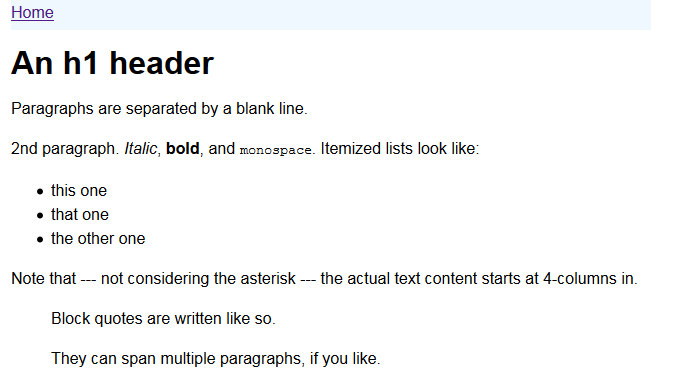 Home
An h1 header
Paragraphs are separated by a blank line.
2nd paragraph. Italic, bold, and monospace. Itemized lists look like:
• this one
• that one
• the other one
Note that --- not considering the asterisk --- the actual text content starts at 4-columns in.
Block quotes are written like so.
They can span multiple paragraphs, if you like.